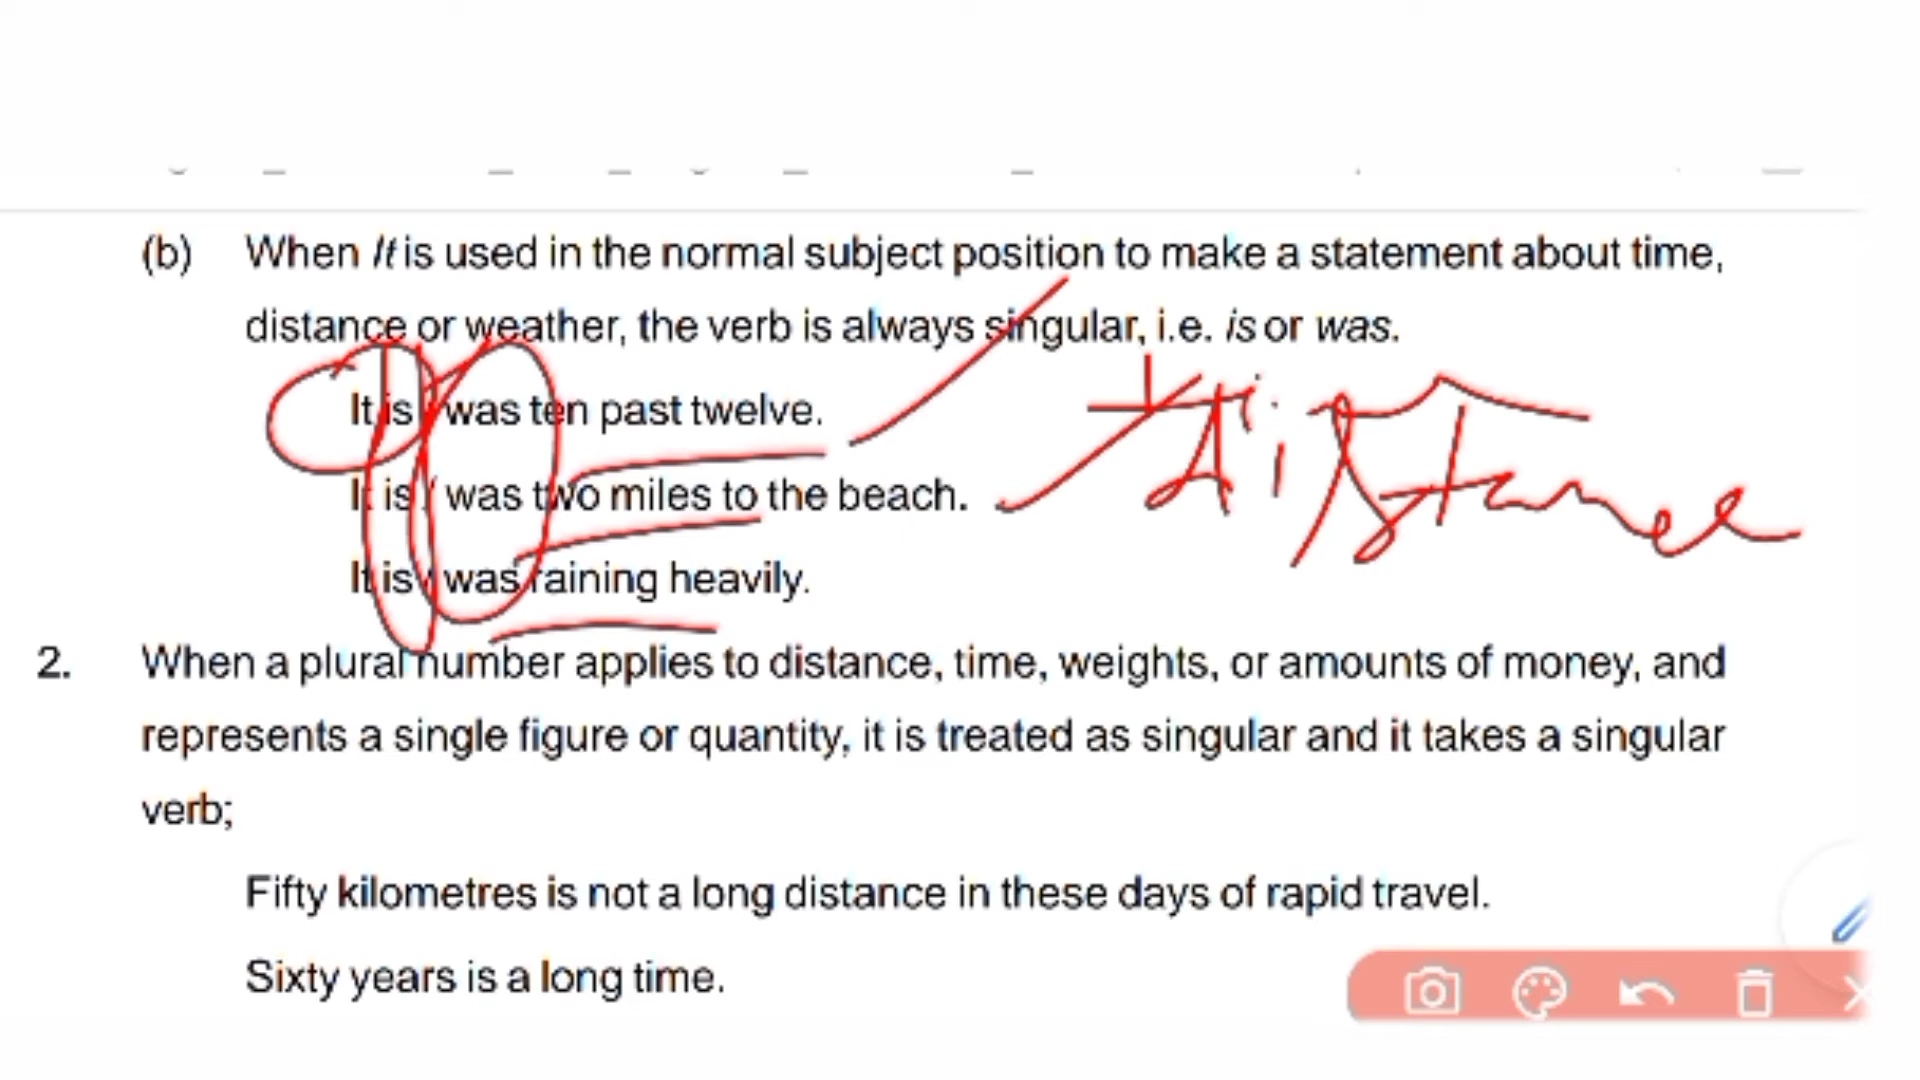 (b) When It is used in the normal subject position to make a statement about time,
distance or weather, the verb is always singular, i.e. is or was.
It is / was ten past twelve.
It is / was two miles to the beach.
distance
It is / was raining heavily.
2. When a plural number applies to distance, time, weights, or amounts of money, and
represents a single figure or quantity, it is treated as singular and it takes a singular
verb;
Fifty kilometres is not a long distance in these days of rapid travel.
Sixty years is a long time.